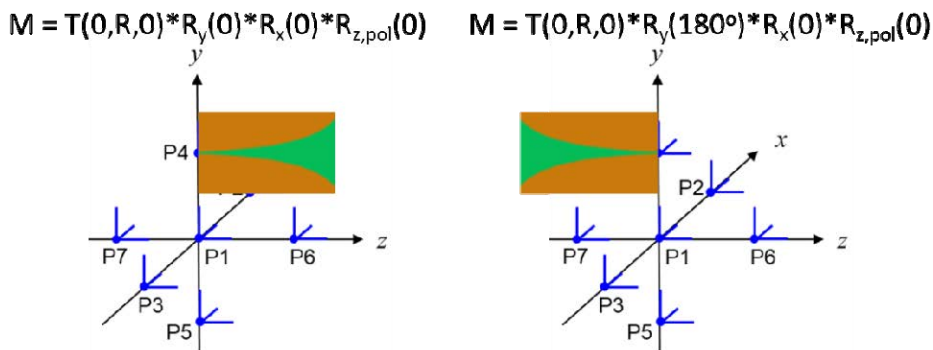 M = T(0,R,0)*Ry(0)*Rx(0)*Rz,pol(0)
M = T(0,R,0)*Ry(180º)*Rx(0)*Rz,pol(0)
y
P4
P7
P1
P6
z
P3
P5
y
x
P2
P7
P1
P6
z
P3
P5